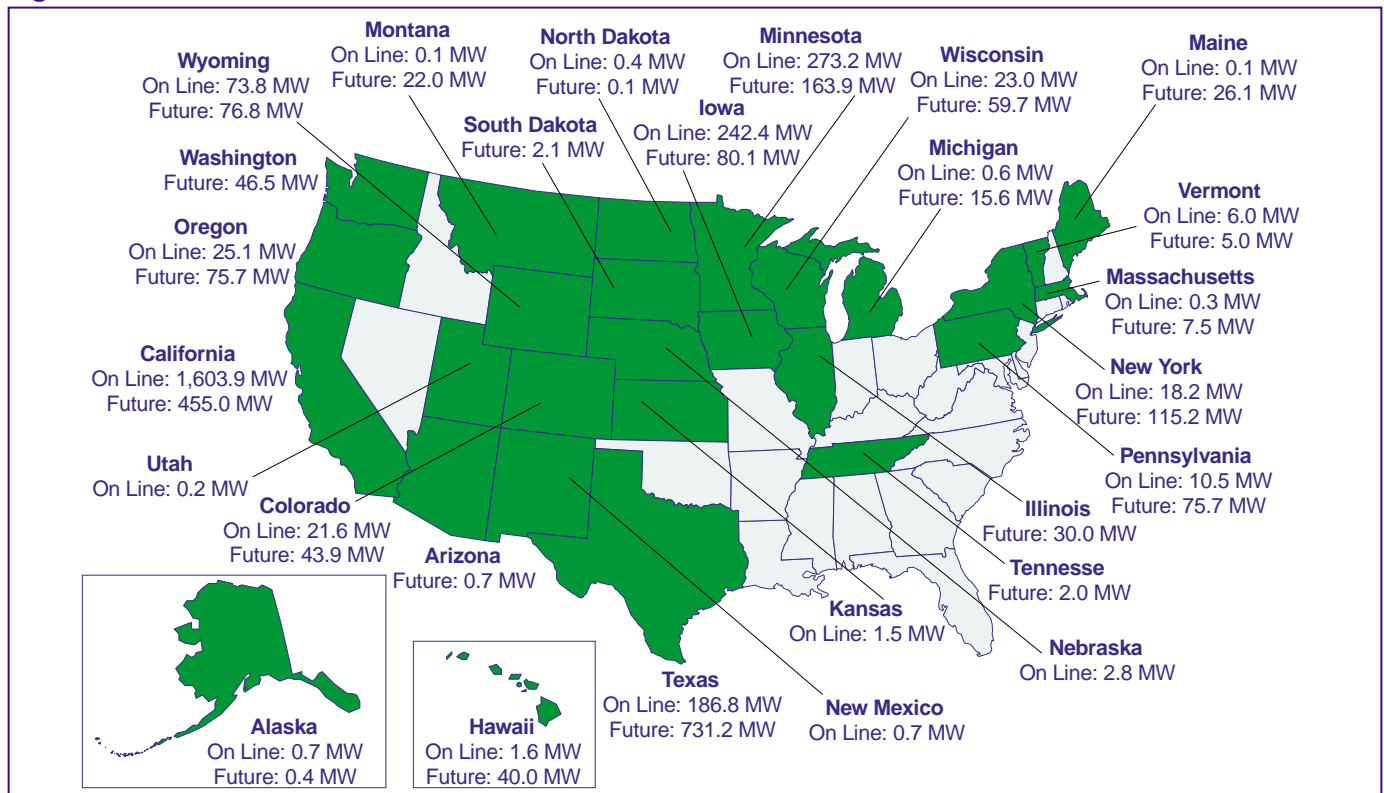 Montana
On Line: 0.1 MW
Future: 22.0 MW
North Dakota
On Line: 0.4 MW
Future: 0.1 MW
Minnesota
On Line: 273.2 MW
Future: 163.9 MW
Wisconsin
On Line: 23.0 MW
Future: 59.7 MW
Maine
On Line: 0.1 MW
Future: 26.1 MW
Wyoming
On Line: 73.8 MW
Future: 76.8 MW
South Dakota
Future: 2.1 MW
Iowa
On Line: 242.4 MW
Future: 80.1 MW
Michigan
On Line: 0.6 MW
Future: 15.6 MW
Washington
Future: 46.5 MW
Vermont
On Line: 6.0 MW
Future: 5.0 MW
Oregon
On Line: 25.1 MW
Future: 75.7 MW
Massachusetts
On Line: 0.3 MW
Future: 7.5 MW
California
On Line: 1,603.9 MW
Future: 455.0 MW
New York
On Line: 18.2 MW
Future: 115.2 MW
Utah
On Line: 0.2 MW
Pennsylvania
On Line: 10.5 MW
Future: 75.7 MW
Colorado
On Line: 21.6 MW
Future: 43.9 MW
Illinois
Future: 30.0 MW
Arizona
Future: 0.7 MW
Tennesse
Future: 2.0 MW
Kansas
On Line: 1.5 MW
Nebraska
On Line: 2.8 MW
Texas
On Line: 186.8 MW
Future: 731.2 MW
New Mexico
On Line: 0.7 MW
Alaska
On Line: 0.7 MW
Future: 0.4 MW
Hawaii
On Line: 1.6 MW
Future: 40.0 MW